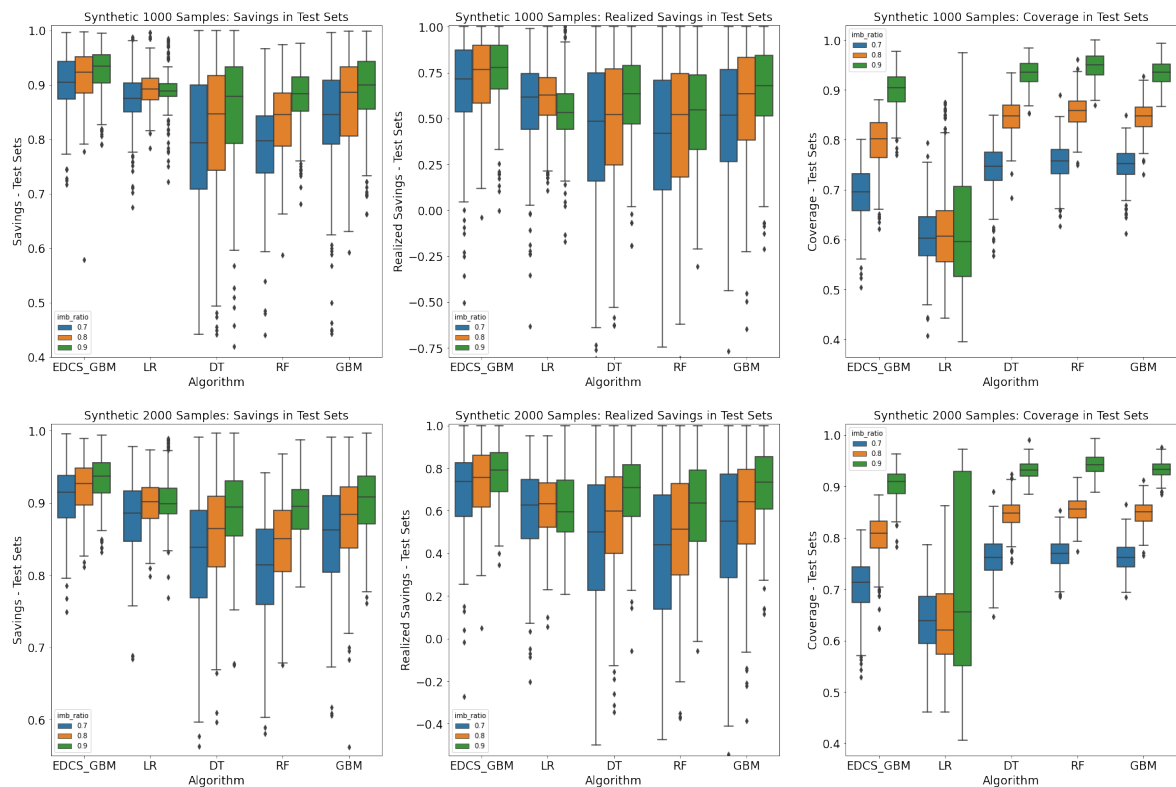 Synthetic 1000 Samples: Savings in Test Sets
1.0
0.9
0.8
0.7
0.6
0.5
0.4
Savings - Test Sets
imb_ratio
0.7
0.8
0.9
EDCS_GBM LR DT RF GBM
Algorithm
Synthetic 1000 Samples: Realized Savings in Test Sets
1.00
0.75
0.50
0.25
0.00
−0.25
−0.50
−0.75
Realized Savings - Test Sets
imb_ratio
0.7
0.8
0.9
EDCS_GBM LR DT RF GBM
Algorithm
Synthetic 1000 Samples: Coverage in Test Sets
imb_ratio
0.7
0.8
0.9
1.0
0.9
0.8
0.7
0.6
0.5
0.4
Coverage - Test Sets
EDCS_GBM LR DT RF GBM
Algorithm
Synthetic 2000 Samples: Savings in Test Sets
1.0
0.9
0.8
0.7
0.6
Savings - Test Sets
imb_ratio
0.7
0.8
0.9
EDCS_GBM LR DT RF GBM
Algorithm
Synthetic 2000 Samples: Realized Savings in Test Sets
1.0
0.8
0.6
0.4
0.2
0.0
−0.2
−0.4
Realized Savings - Test Sets
imb_ratio
0.7
0.8
0.9
EDCS_GBM LR DT RF GBM
Algorithm
Synthetic 2000 Samples: Coverage in Test Sets
imb_ratio
0.7
0.8
0.9
1.0
0.9
0.8
0.7
0.6
0.5
0.4
Coverage - Test Sets
EDCS_GBM LR DT RF GBM
Algorithm